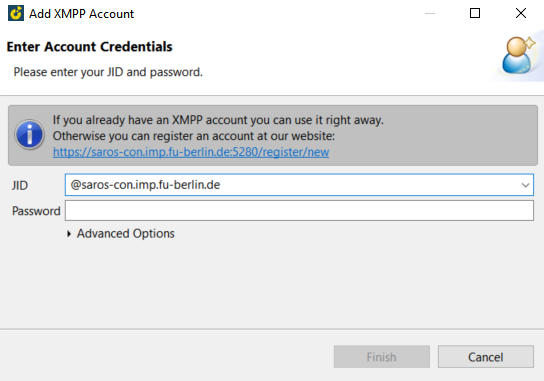 Add XMPP Account
Enter Account Credentials
Please enter your JID and password.
If you already have an XMPP account you can use it right away.
Otherwise you can register an account at our website:
https://saros-con.imp.fu-berlin.de:5280/register/new
JID
@saros-con.imp.fu-berlin.de
Password
Advanced Options
Finish
Cancel